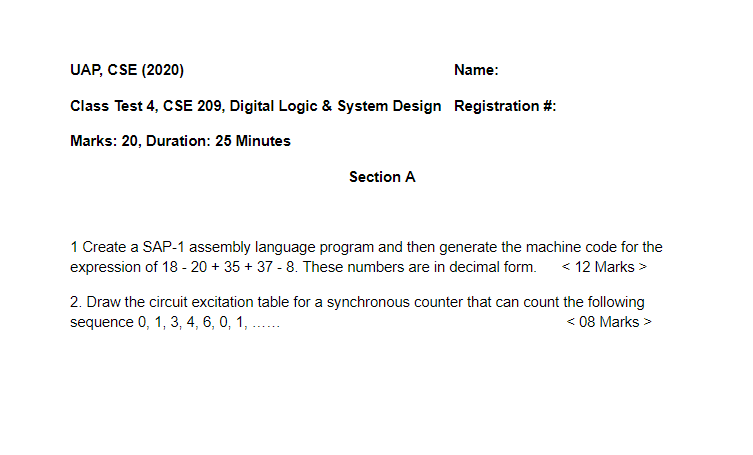 UAP, CSE (2020) Name:
Class Test 4, CSE 209, Digital Logic & System Design Registration #:
Marks: 20, Duration: 25 Minutes
Section A
1 Create a SAP-1 assembly language program and then generate the machine code for the
expression of 18 - 20 + 35 + 37 - 8. These numbers are in decimal form. < 12 Marks >
2. Draw the circuit excitation table for a synchronous counter that can count the following
sequence 0, 1, 3, 4, 6, 0, 1, …… < 08 Marks >